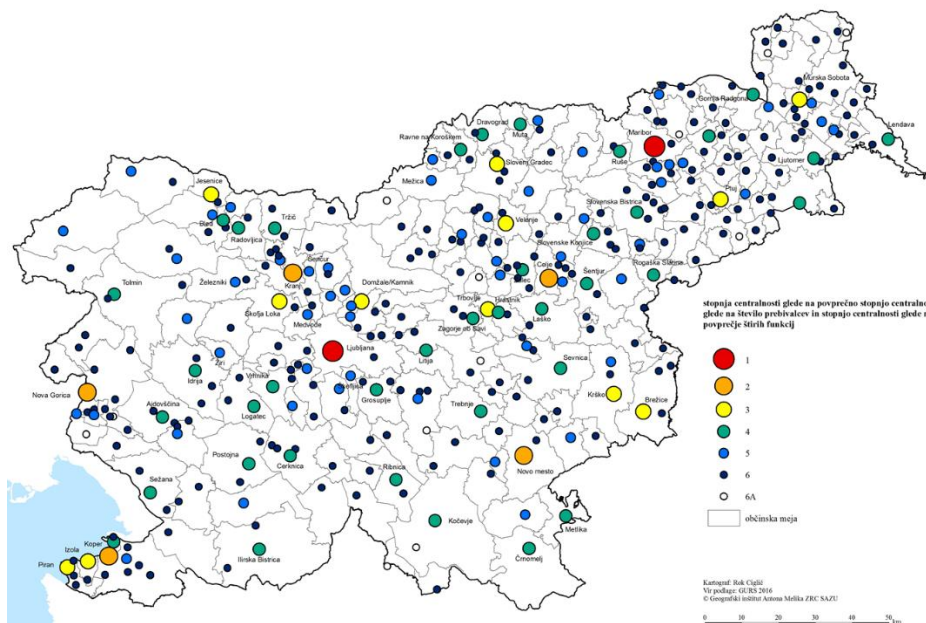 Murska Sobota
Gornja Radgona
Lendava
Dravograd
Muta
Maribor
Ravne na Koroškem
Ruše
Ljutomer
Slovenj Gradec
Mežica
Jesenice
Ptuj
Slovenska Bistrica
Bled
Tržič
Radovljica
Velenje
Slovenske Konjice
Šenčur
Celje
Rogaška Slatina
Kranj
Šentjur
Železniki
Domžale/Kamnik
Tolmin
Škofja Loka
Trbovlje
Hrastnik
Medvode
Laško
Zagorje ob Savi
Ljubljana
Litija
Žiri
Sevnica
Idrija
Vrhnika
Škofljica
Grosuplje
Krško
Nova Gorica
Brežice
Ajdovščina
Logatec
Trebnje
Postojna
Cerknica
Novo mesto
Ribnica
Sežana
Kočevje
Metlika
Koper
Izola
Piran
Ilirska Bistrica
Črnomelj
stopnja centralnosti glede na povprečno stopnjo centralno
glede na število prebivalcev in stopnjo centralnosti glede n
povprečje štirih funkcij
1
2
3
4
5
6
6A
občinska meja
Kartograf: Rok Ciglič
Vir podlage: GURS 2016
© Geografski inštitut Antona Melika ZRC SAZU
0 10 20 30 40 50